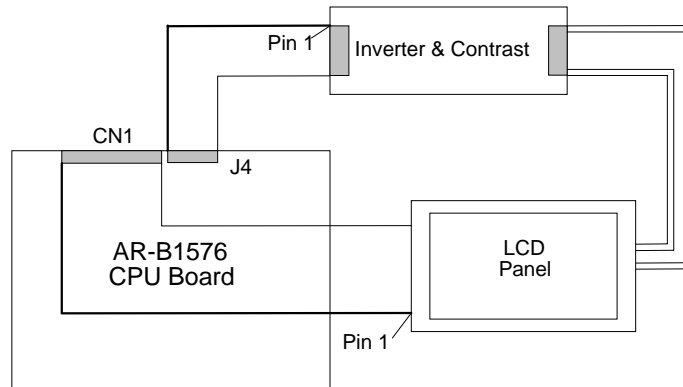 Pin 1
Inverter & Contrast
CN1
J4
AR-B1576
CPU Board
LCD
Panel
Pin 1